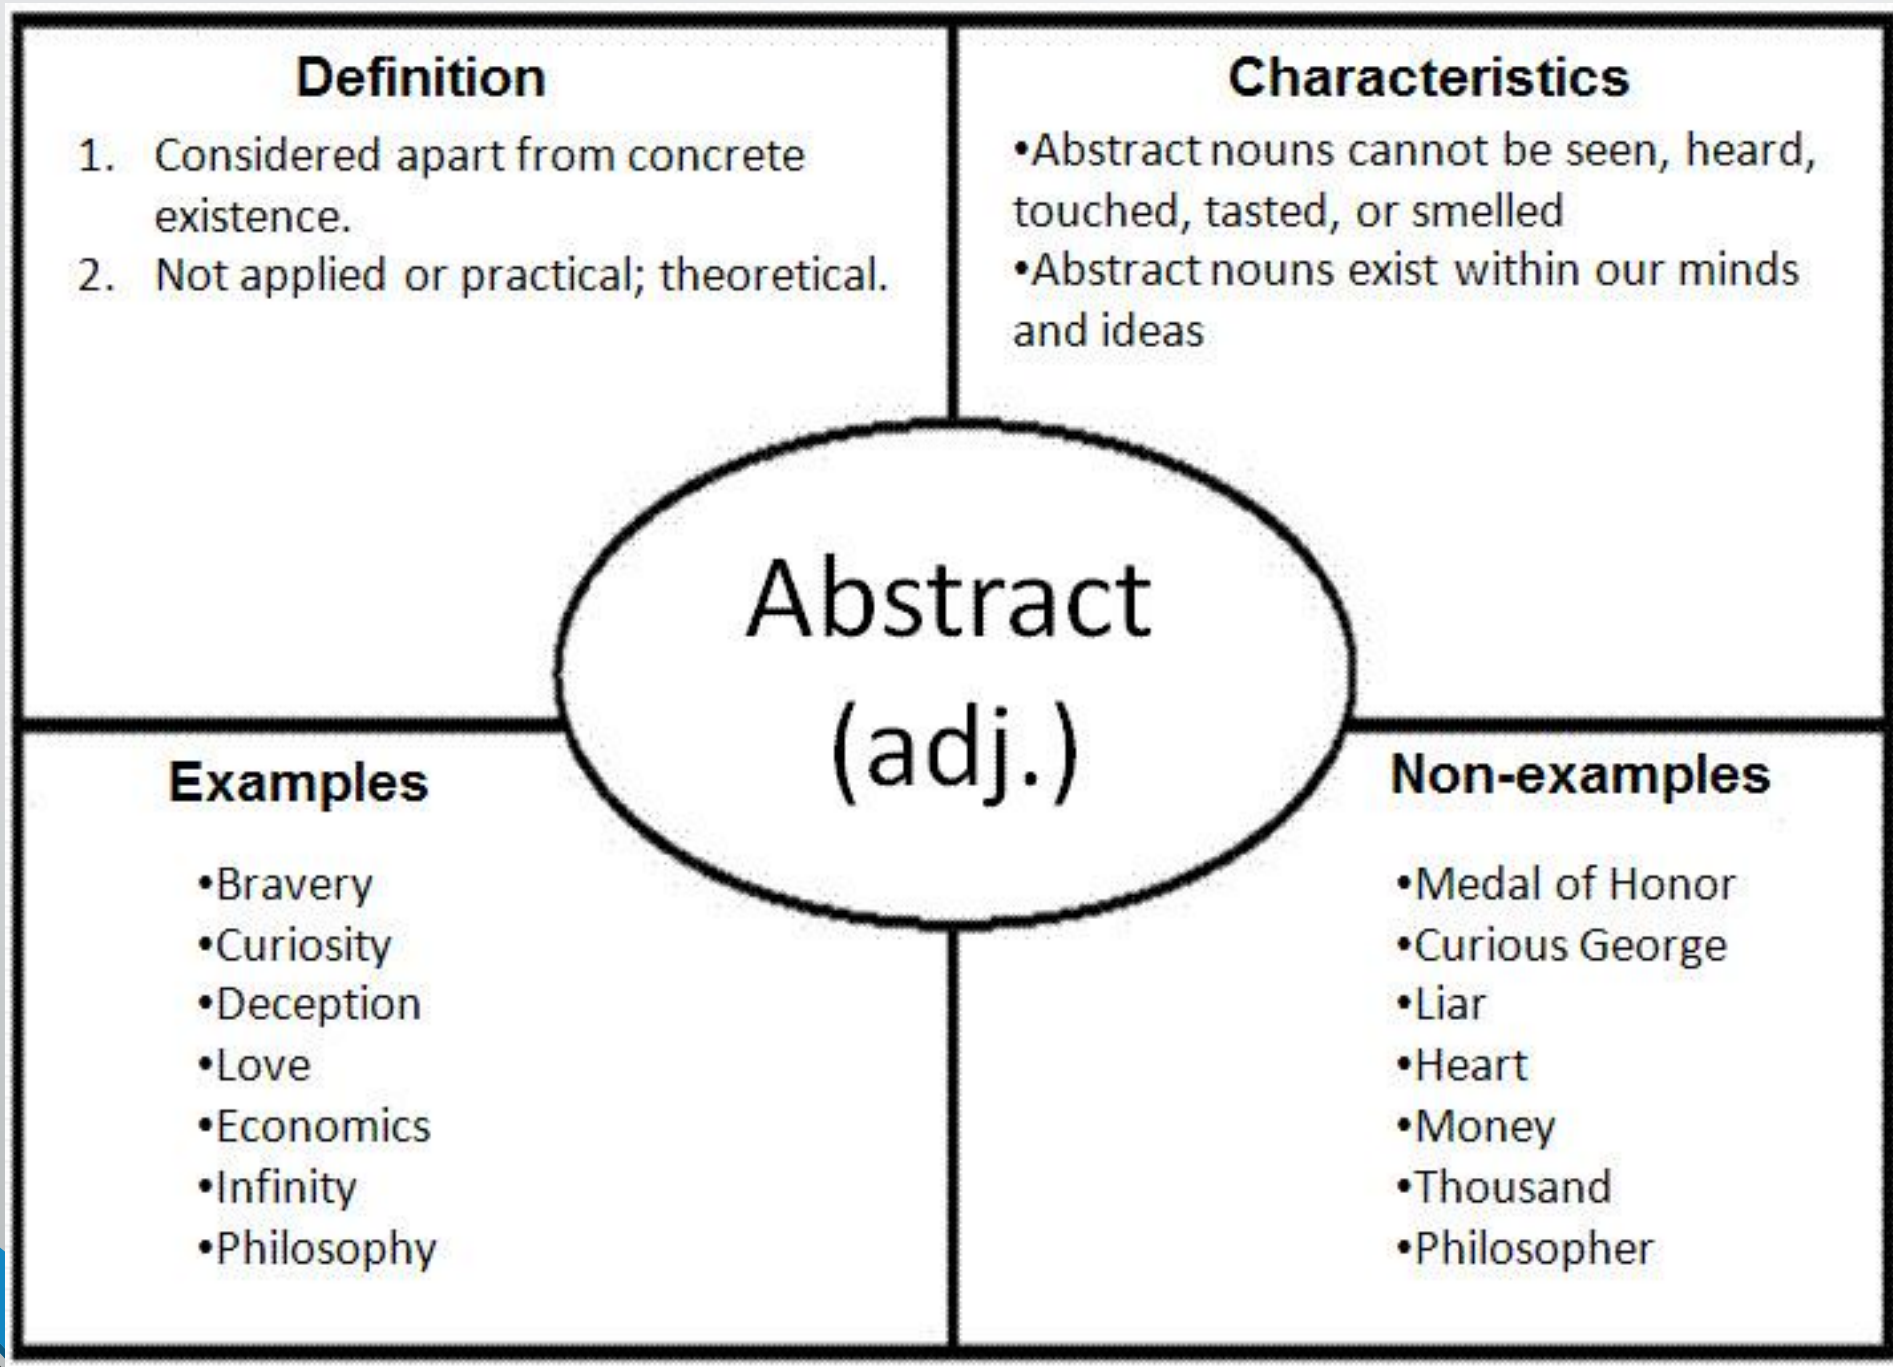 Definition
1. Considered apart from concrete
existence.
2. Not applied or practical; theoretical.
Characteristics
•Abstract nouns cannot be seen, heard,
touched, tasted, or smelled
•Abstract nouns exist within our minds
and ideas
Abstract
(adj.)
Examples
•Bravery
•Curiosity
•Deception
•Love
•Economics
•Infinity
•Philosophy
Non-examples
•Medal of Honor
•Curious George
•Liar
•Heart
•Money
•Thousand
•Philosopher